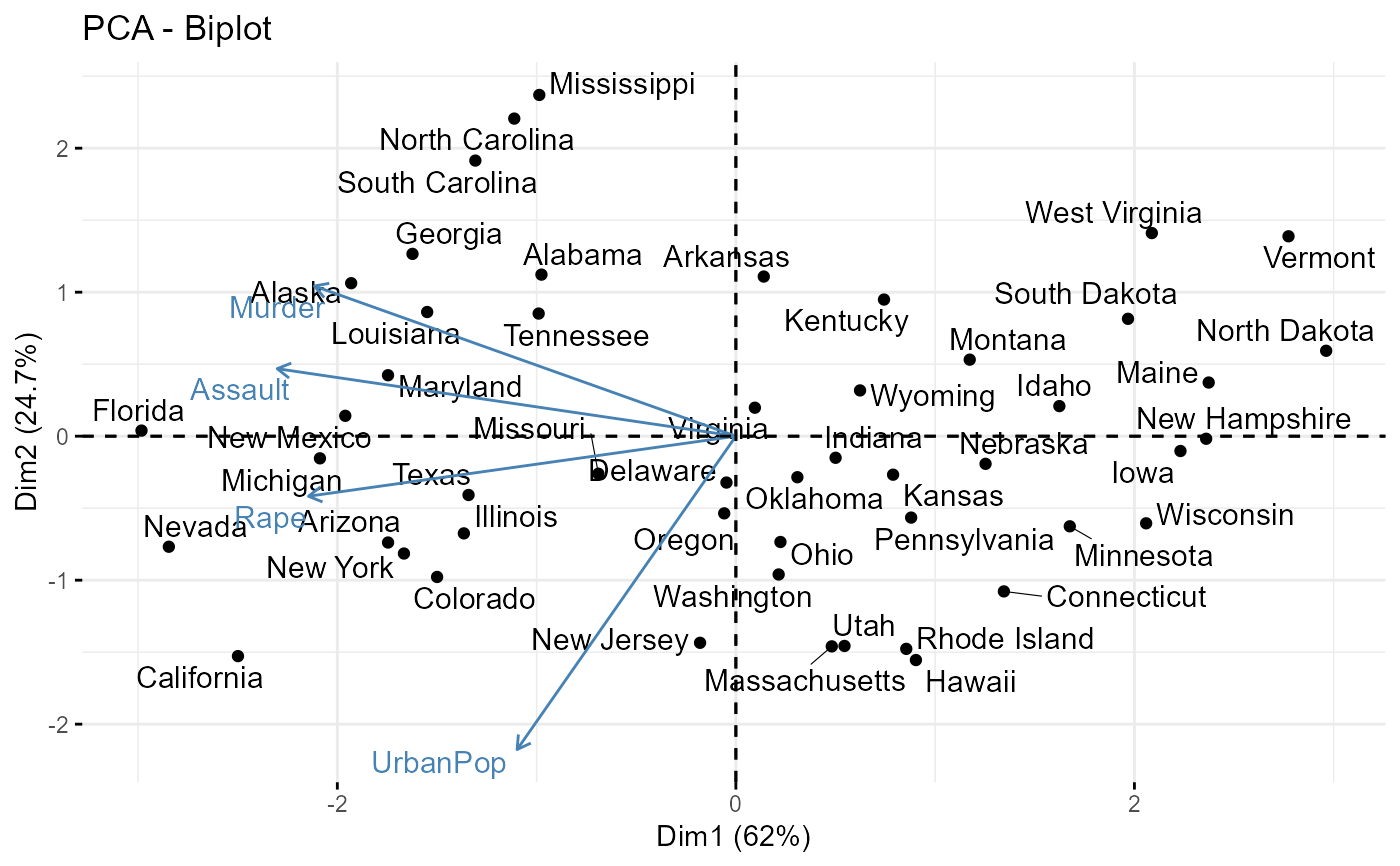 PCA - Biplot
Mississippi
North Carolina
South Carolina
West Virginia
Georgia
Alabama
Arkansas
Vermont
Alaska
Murder
South Dakota
Kentucky
Louisiana
Tennessee
North Dakota
Montana
Maine
Idaho
Assault
Maryland
Wyoming
Florida
New Hampshire
Missouri
Virginia
New Mexico
Indiana
Nebraska
Delaware
Texas
Iowa
Michigan
Oklahoma
Kansas
Rape
Arizona
Illinois
Wisconsin
Nevada
Oregon
Pennsylvania
Ohio
Minnesota
New York
Colorado
Washington
Connecticut
Utah
New Jersey
Rhode Island
California
Massachusetts
Hawaii
UrbanPop
2
1
0
-1
-2
Dim2 (24.7%)
-2
0
2
Dim1 (62%)